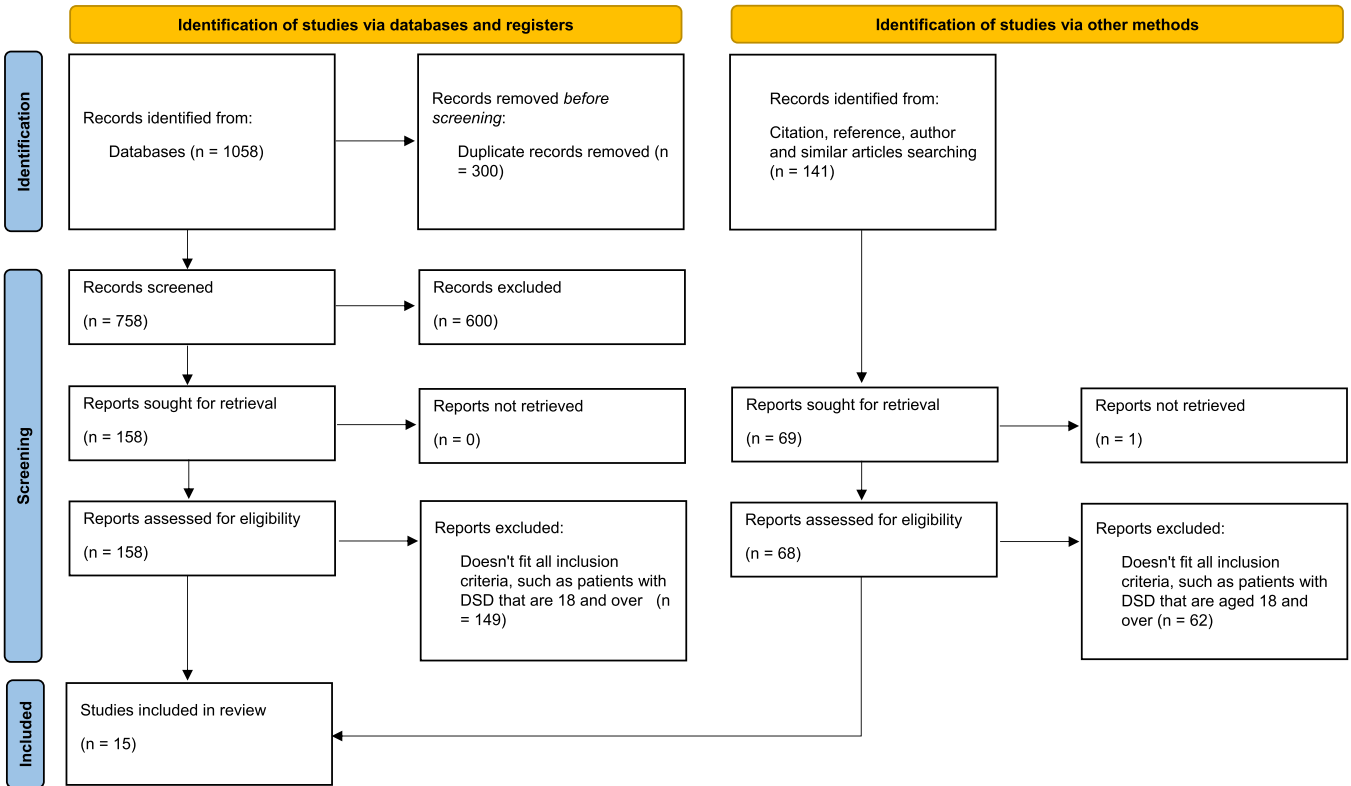 Identification of studies via databases and registers
Identification of studies via other methods
Identification
Records identified from:
Databases (n = 1058)
Records removed before
screening:
Duplicate records removed (n
= 300)
Records identified from:
Citation, reference, author
and similar articles searching
(n = 141)
Screening
Records screened
(n = 758)
Records excluded
(n = 600)
Reports sought for retrieval
(n = 158)
Reports not retrieved
(n = 0)
Reports sought for retrieval
(n = 69)
Reports not retrieved
(n = 1)
Reports assessed for eligibility
(n = 158)
Reports excluded:
Doesn't fit all inclusion
criteria, such as patients with
DSD that are 18 and over (n
= 149)
Reports assessed for eligibility
(n = 68)
Reports excluded:
Doesn't fit all inclusion
criteria, such as patients with
DSD that are aged 18 and
over (n = 62)
Included
Studies included in review
(n = 15)